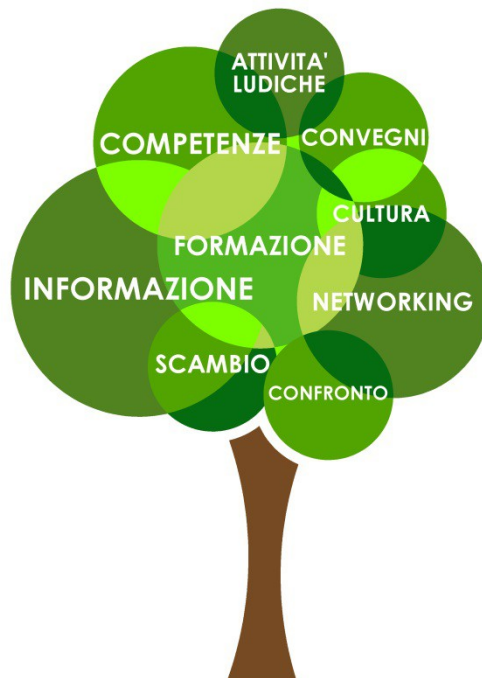 ATTIVITA'
LUDICHE
COMPETENZE
CONVEGNI
CULTURA
FORMAZIONE
INFORMAZIONE
NETWORKING
SCAMBIO
CONFRONTO